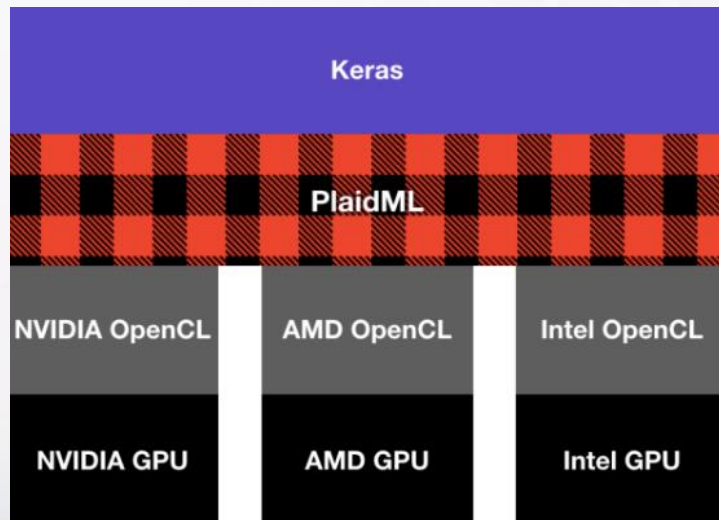 Keras
PlaidML
NVIDIA OpenCL
AMD OpenCL
Intel OpenCL
NVIDIA GPU
AMD GPU
Intel GPU